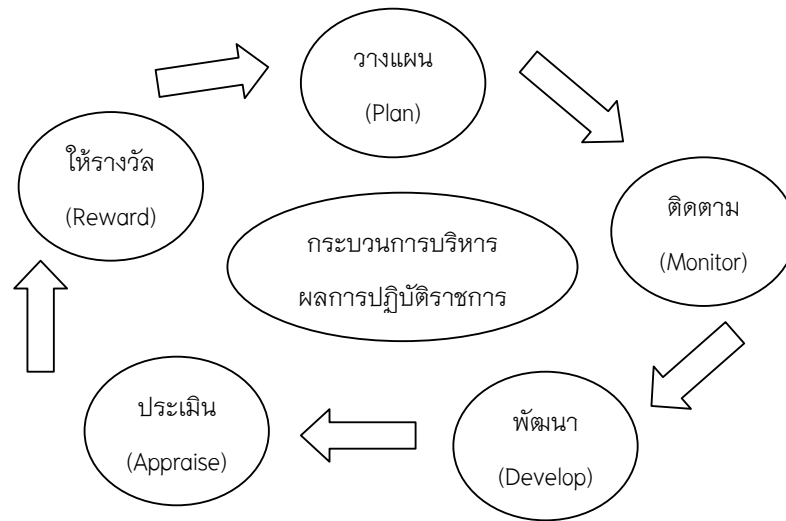 วางแผน
(Plan)
ติดตาม
(Monitor)
พัฒนา
(Develop)
ประเมิน
(Appraise)
ให้รางวัล
(Reward)
กระบวนการบริหาร
ผลการปฏิบัติราชการ